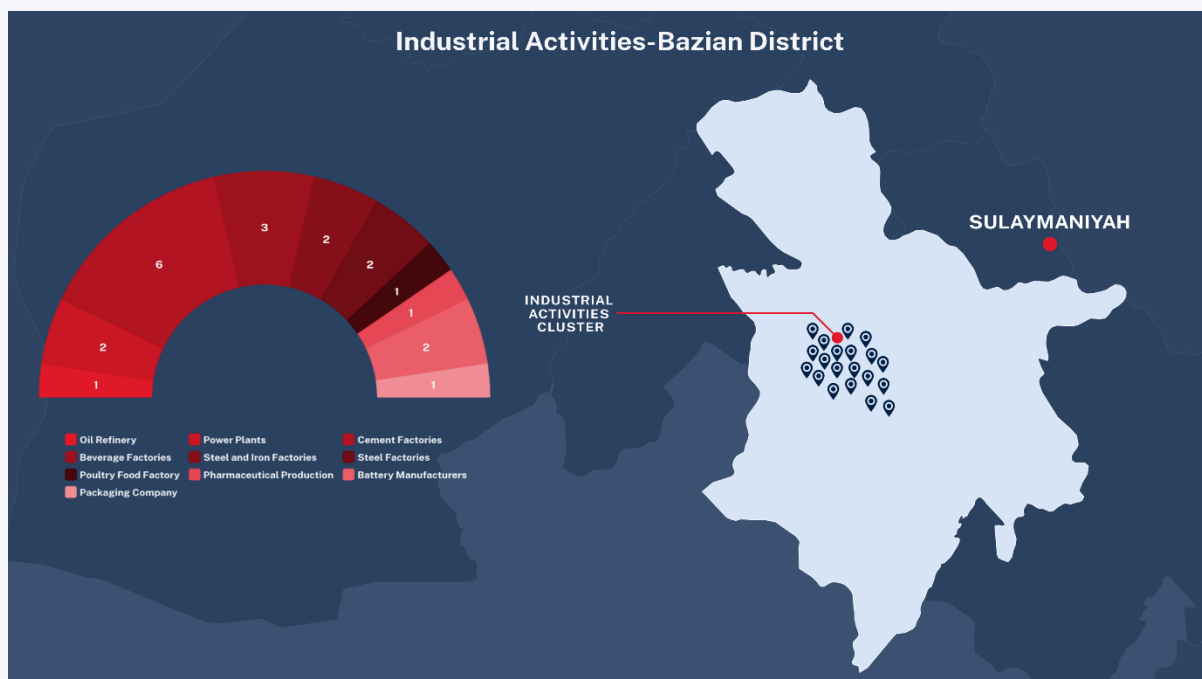 Industrial Activities-Bazian District
3
2
6
2
1
1
2
2
1
1
SULAYMANIYAH
INDUSTRIAL
ACTIVITIES
CLUSTER
Oil Refinery
Power Plants
Cement Factories
Beverage Factories
Steel and Iron Factories
Steel Factories
Poultry Food Factory
Pharmaceutical Production
Battery Manufacturers
Packaging Company